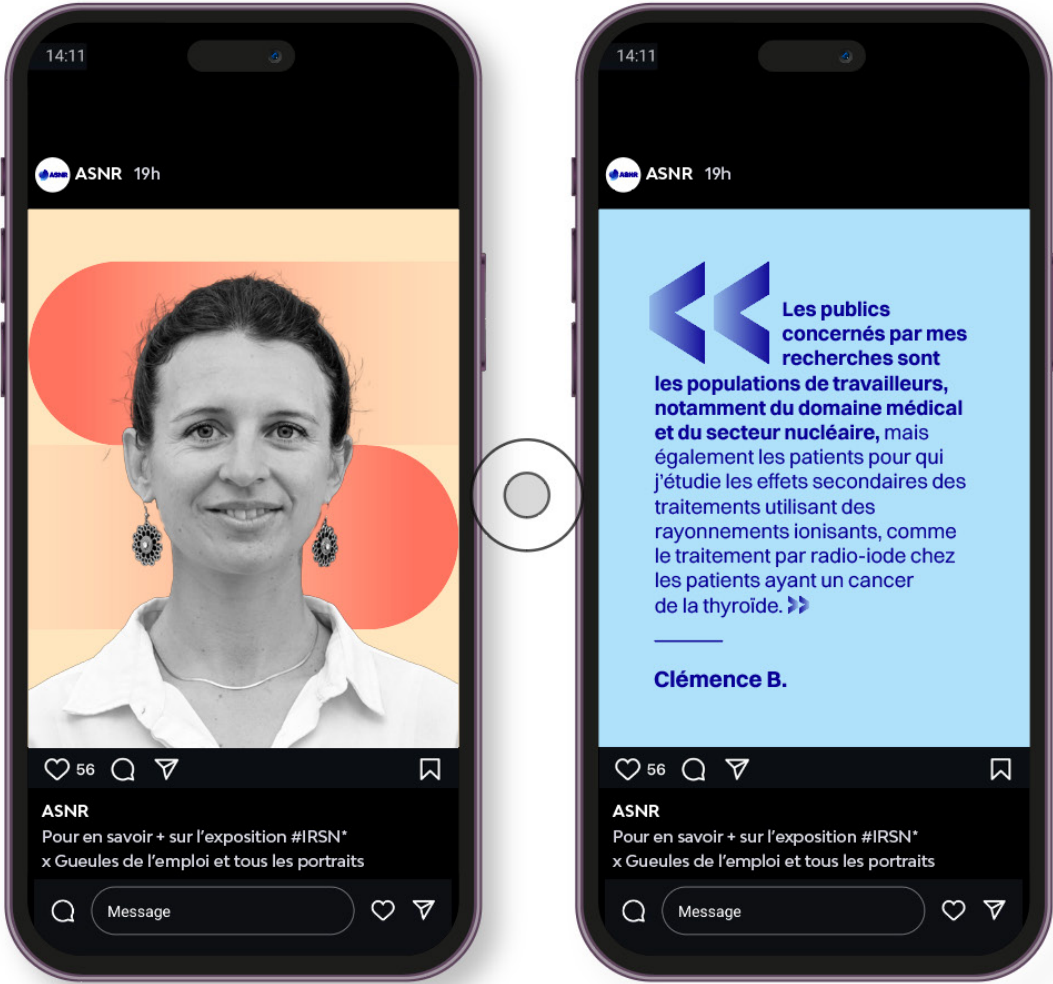 14:11
ASNR
ASNR 19h
56
ASNR
Pour en savoir + sur l'exposition #IRSN*
x Gueules de l'emploi et tous les portraits
Message
14:11
ASNR
ASNR 19h
Les publics
concernés par mes
recherches sont
les populations de travailleurs,
notamment du domaine médical
et du secteur nucléaire, mais
également les patients pour qui
j'étudie les effets secondaires des
traitements utilisant des
rayonnements ionisants, comme
le traitement par radio-iode chez
les patients ayant un cancer
de la thyroïde.
Clémence B.
56
ASNR
Pour en savoir + sur l'exposition #IRSN*
x Gueules de l'emploi et tous les portraits
Message